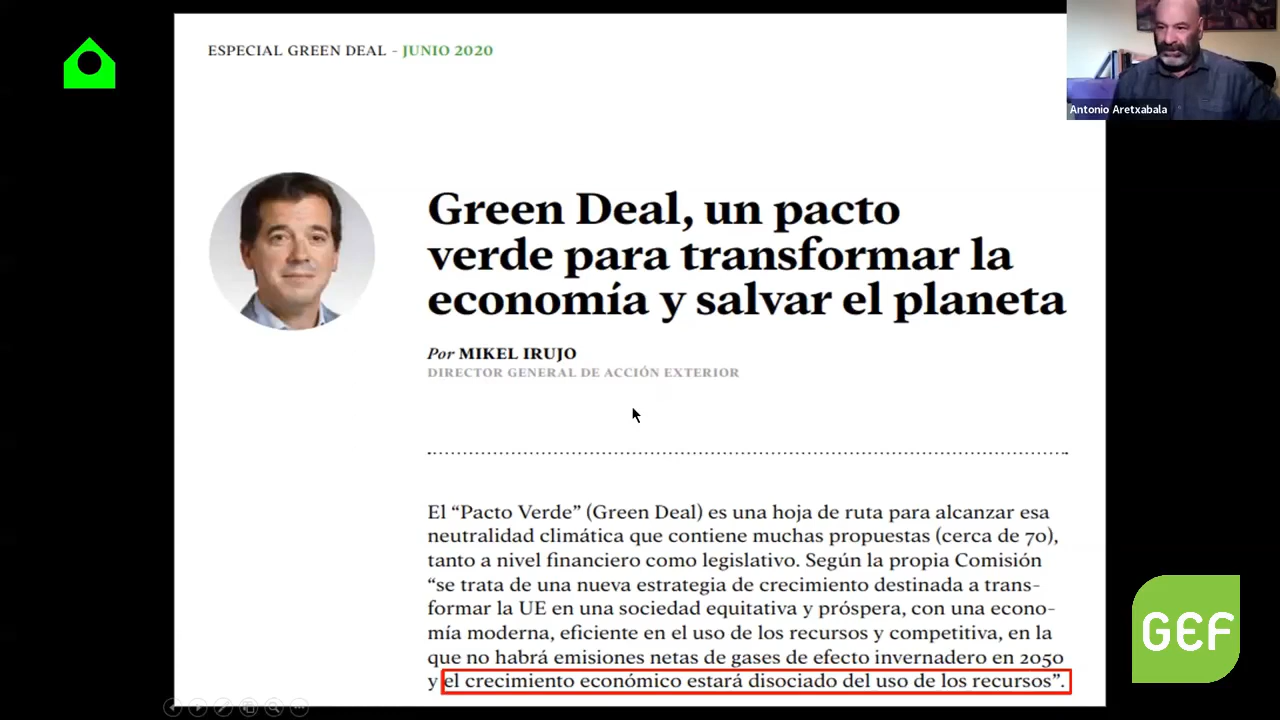 ESPECIAL GREEN DEAL - JUNIO 2020
Antonio Aretxabala
Green Deal, un pacto
verde para transformar la
economía y salvar el planeta
Por MIKEL IRUJO
DIRECTOR GENERAL DE ACCIÓN EXTERIOR
El “Pacto Verde” (Green Deal) es una hoja de ruta para alcanzar esa
neutralidad climática que contiene muchas propuestas (cerca de 70),
tanto a nivel financiero como legislativo. Según la propia Comisión
“se trata de una nueva estrategia de crecimiento destinada a trans-
formar la UE en una sociedad equitativa y próspera, con una econo-
mía moderna, eficiente en el uso de los recursos y competitiva, en la
que no habrá emisiones netas de gases de efecto invernadero en 2050
y el crecimiento económico estará disociado del uso de los recursos”.
GEF